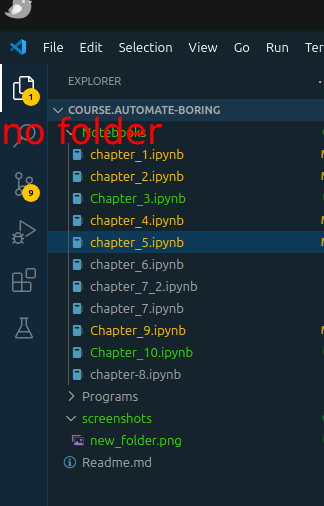 File Edit Selection View Go Run Ter
EXPLORER
1
COURSE.AUTOMATE-BORING
no folder
Notebooks
chapter_1.ipynb
chapter_2.ipynb
Chapter_3.ipynb
9
chapter_4.ipynb
chapter_5.ipynb
chapter_6.ipynb
chapter_7_2.ipynb
chapter_7.ipynb
Chapter_9.ipynb
Chapter_10.ipynb
chapter-8.ipynb
Programs
screenshots
new_folder.png
Readme.md